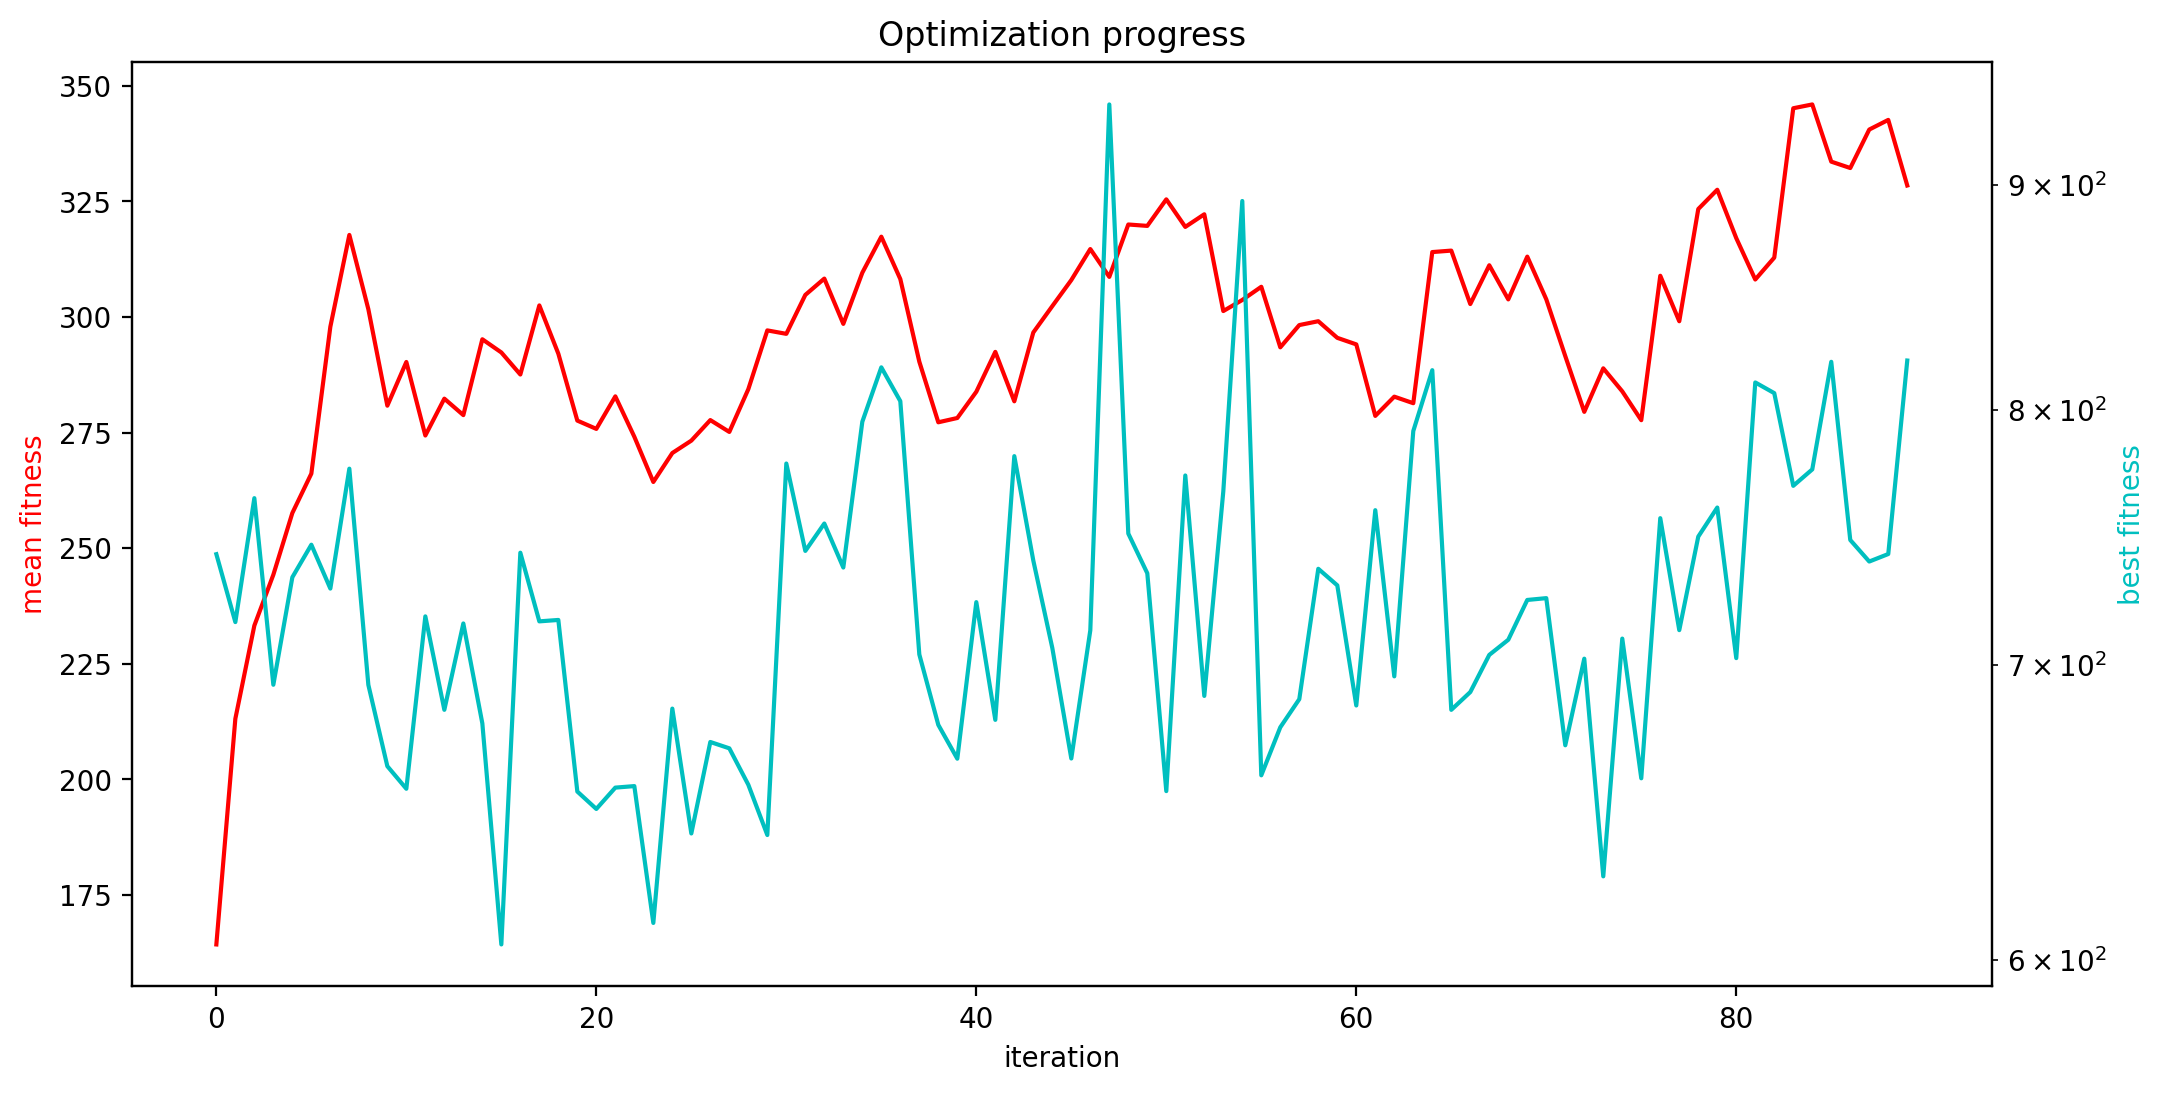 Optimization progress
350
325
300
275
250
225
200
175
mean fitness
9 × 10²
8 × 10²
7 × 10²
6 × 10²
best fitness
0 20 40 60 80
iteration